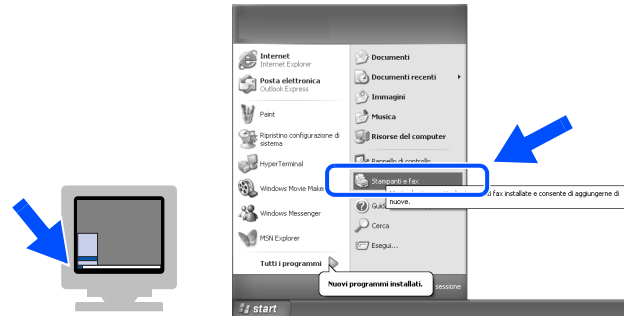 Internet
Internet Explorer
Posta elettronica
Outlook Express
Paint
Ripristino configurazione di
sistema
HyperTerminal
Windows Movie Make
Windows Messenger
MSN Explorer
Tutti i programmi
Documenti
Documenti recenti
Immagini
Musica
Risorse del computer
Pannello di controllo
Stampanti e fax
i fax installate e consente di aggiungerne di
nuove.
Guid
Cerca
Esegui...
Nuovi programmi installati.
sessione
start